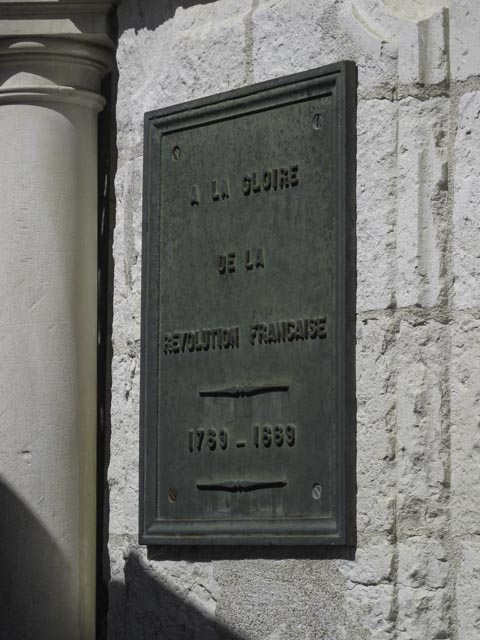 A LA GLOIRE
DE LA
REVOLUTION FRANCAISE
1789 - 1889